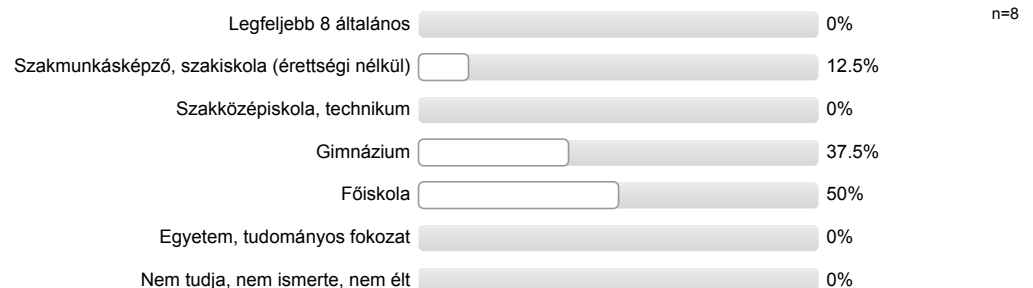 Legfeljebb 8 általános 0% n=8
Szakmunkásképző, szakiskola (érettségi nélkül) 12.5%
Szakközépiskola, technikum 0%
Gimnázium 37.5%
Főiskola 50%
Egyetem, tudományos fokozat 0%
Nem tudja, nem ismerte, nem élt 0%